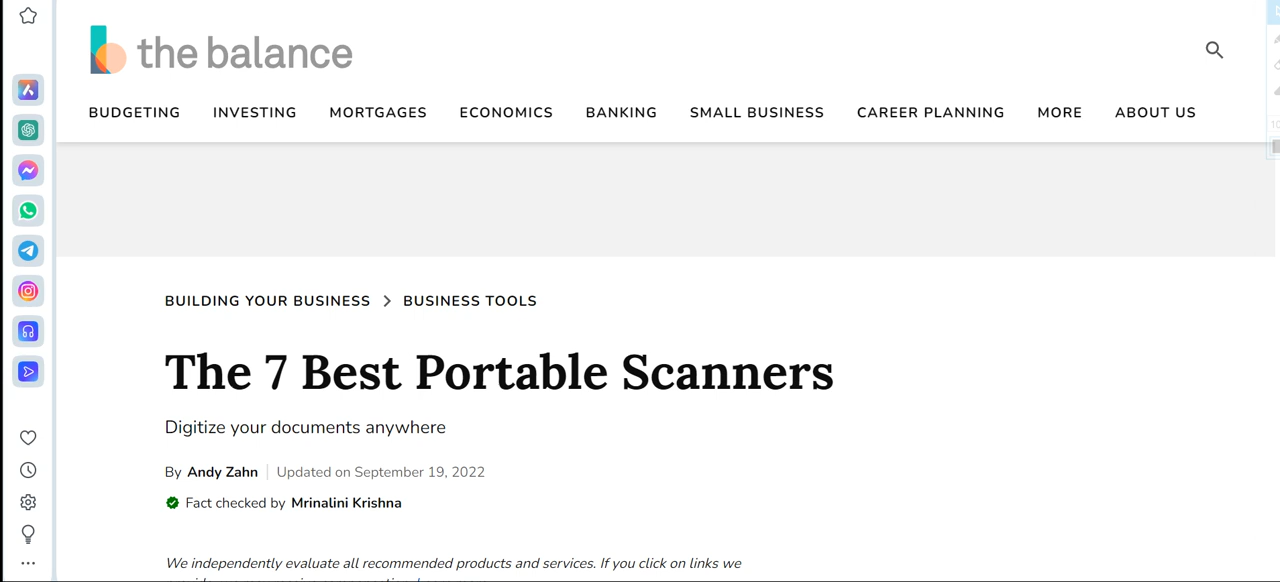 the balance
BUDGETING INVESTING MORTGAGES ECONOMICS BANKING SMALL BUSINESS CAREER PLANNING MORE ABOUT US
BUILDING YOUR BUSINESS > BUSINESS TOOLS
The 7 Best Portable Scanners
Digitize your documents anywhere
By Andy Zahn | Updated on September 19, 2022
Fact checked by Mrinalini Krishna
We independently evaluate all recommended products and services. If you click on links we